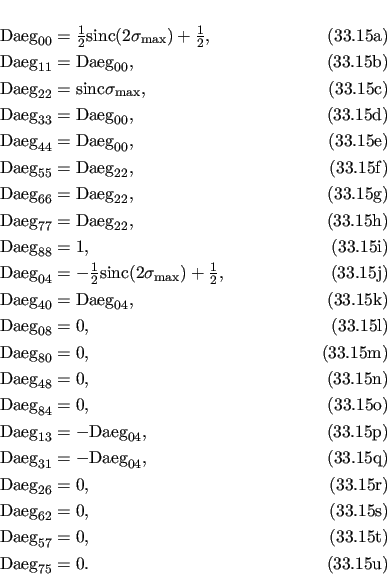 Daeg₀₀ = ½sinc(2σ_max) + ½, (33.15a)
Daeg₁₁ = Daeg₀₀, (33.15b)
Daeg₂₂ = sincσ_max, (33.15c)
Daeg₃₃ = Daeg₀₀, (33.15d)
Daeg₄₄ = Daeg₀₀, (33.15e)
Daeg₅₅ = Daeg₂₂, (33.15f)
Daeg₆₆ = Daeg₂₂, (33.15g)
Daeg₇₇ = Daeg₂₂, (33.15h)
Daeg₈₈ = 1, (33.15i)
Daeg₀₄ = −½sinc(2σ_max) + ½, (33.15j)
Daeg₄₀ = Daeg₀₄, (33.15k)
Daeg₀₈ = 0, (33.15l)
Daeg₈₀ = 0, (33.15m)
Daeg₄₈ = 0, (33.15n)
Daeg₈₄ = 0, (33.15o)
Daeg₁₃ = −Daeg₀₄, (33.15p)
Daeg₃₁ = −Daeg₀₄, (33.15q)
Daeg₂₆ = 0, (33.15r)
Daeg₆₂ = 0, (33.15s)
Daeg₅₇ = 0, (33.15t)
Daeg₇₅ = 0. (33.15u)